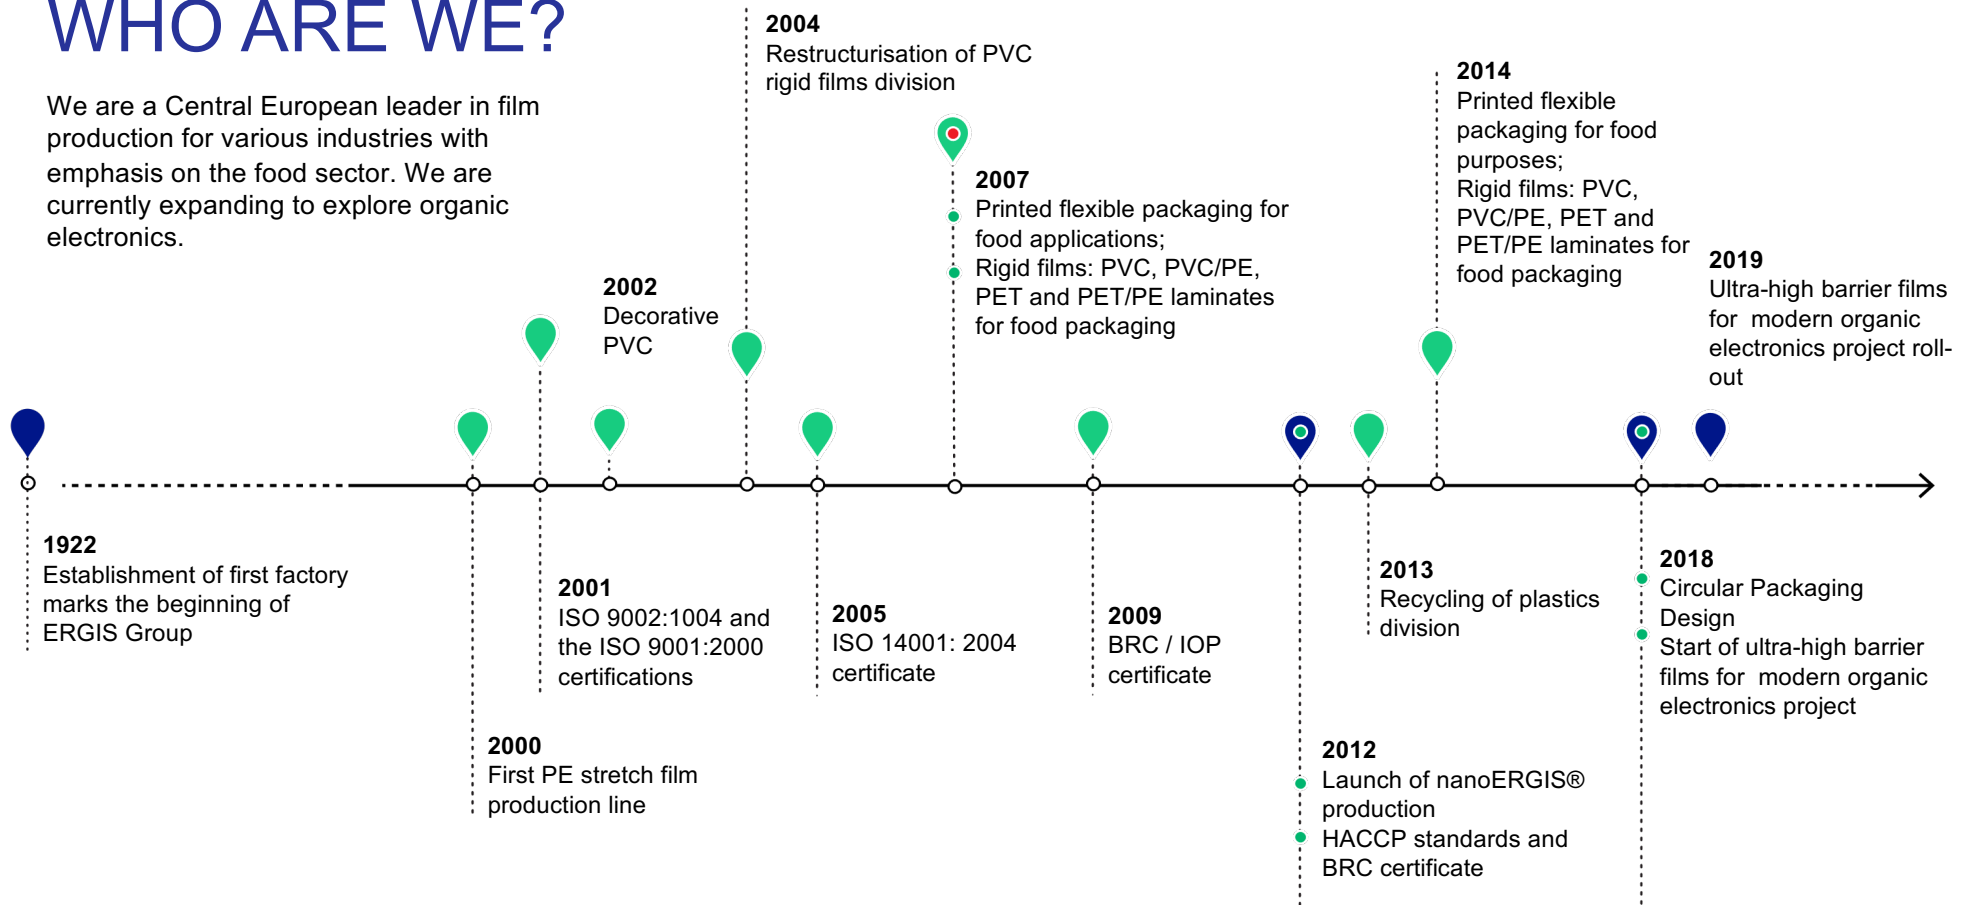 WHO ARE WE?
We are a Central European leader in film
production for various industries with
emphasis on the food sector. We are
currently expanding to explore organic
electronics.
1922
Establishment of first factory
marks the beginning of
ERGIS Group
2000
First PE stretch film
production line
2001
ISO 9002:1004 and
the ISO 9001:2000
certifications
2002
Decorative
PVC
2004
Restructurisation of PVC
rigid films division
2005
ISO 14001: 2004
certificate
2007
Printed flexible packaging for
food applications;
Rigid films: PVC, PVC/PE,
PET and PET/PE laminates
for food packaging
2009
BRC / IOP
certificate
2012
Launch of nanoERGIS®
production
HACCP standards and
BRC certificate
2013
Recycling of plastics
division
2014
Printed flexible
packaging for food
purposes;
Rigid films: PVC,
PVC/PE, PET and
PET/PE laminates for
food packaging
2018
Circular Packaging
Design
Start of ultra-high barrier
films for  modern organic
electronics project
2019
Ultra-high barrier films
for  modern organic
electronics project roll-
out